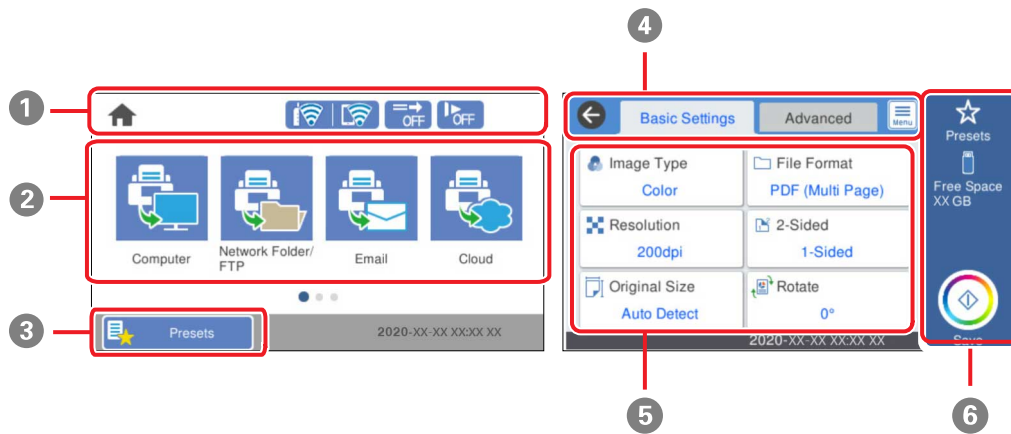 4
1
OFF
OFF
2
Computer
Network Folder/
FTP
Email
Cloud
3
Presets
2020-XX-XX XX:XX XX
Basic Settings
Advanced
Menu
Image Type
Color
File Format
PDF (Multi Page)
Resolution
200dpi
2-Sided
1-Sided
Original Size
Auto Detect
Rotate
0°
2020-XX-XX XX:XX XX
Presets
Free Space
XX GB
Save
5
6